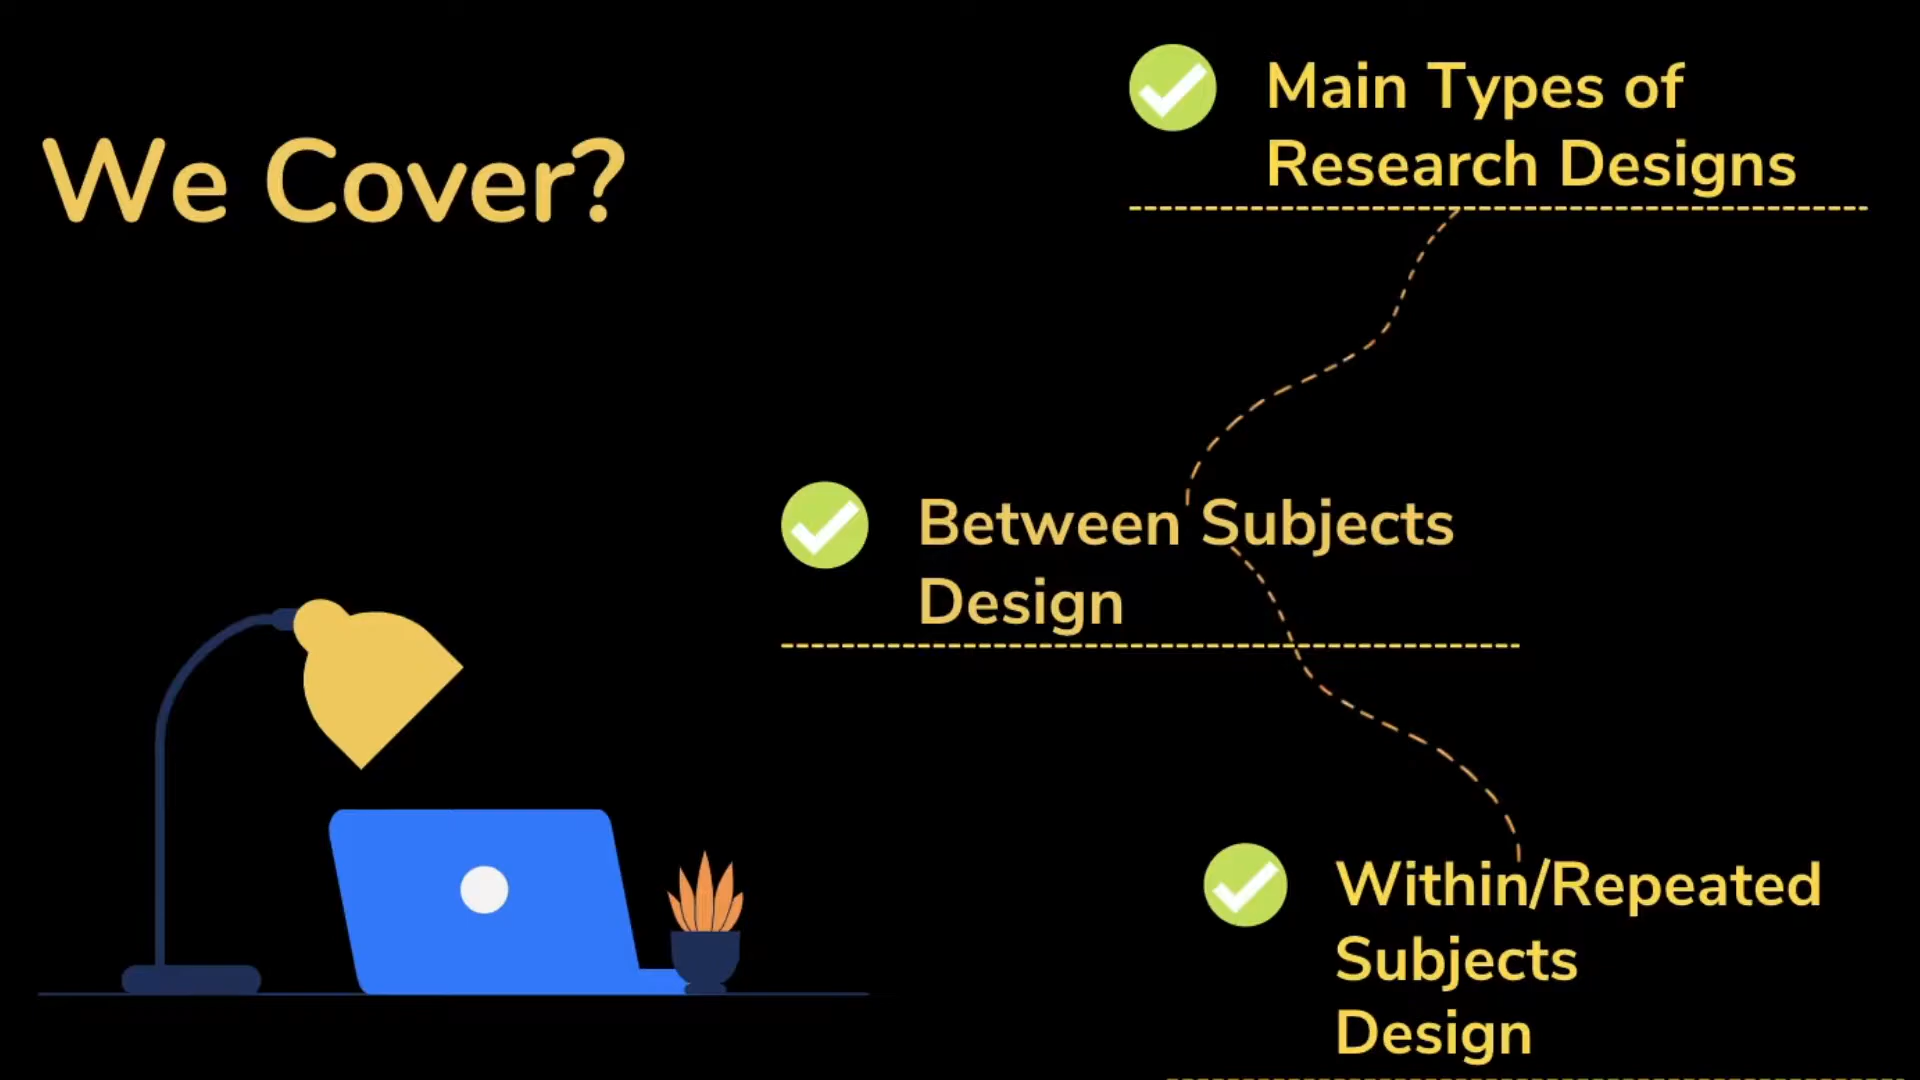 We Cover?
Main Types of
Research Designs
Between Subjects
Design
Within/Repeated
Subjects
Design